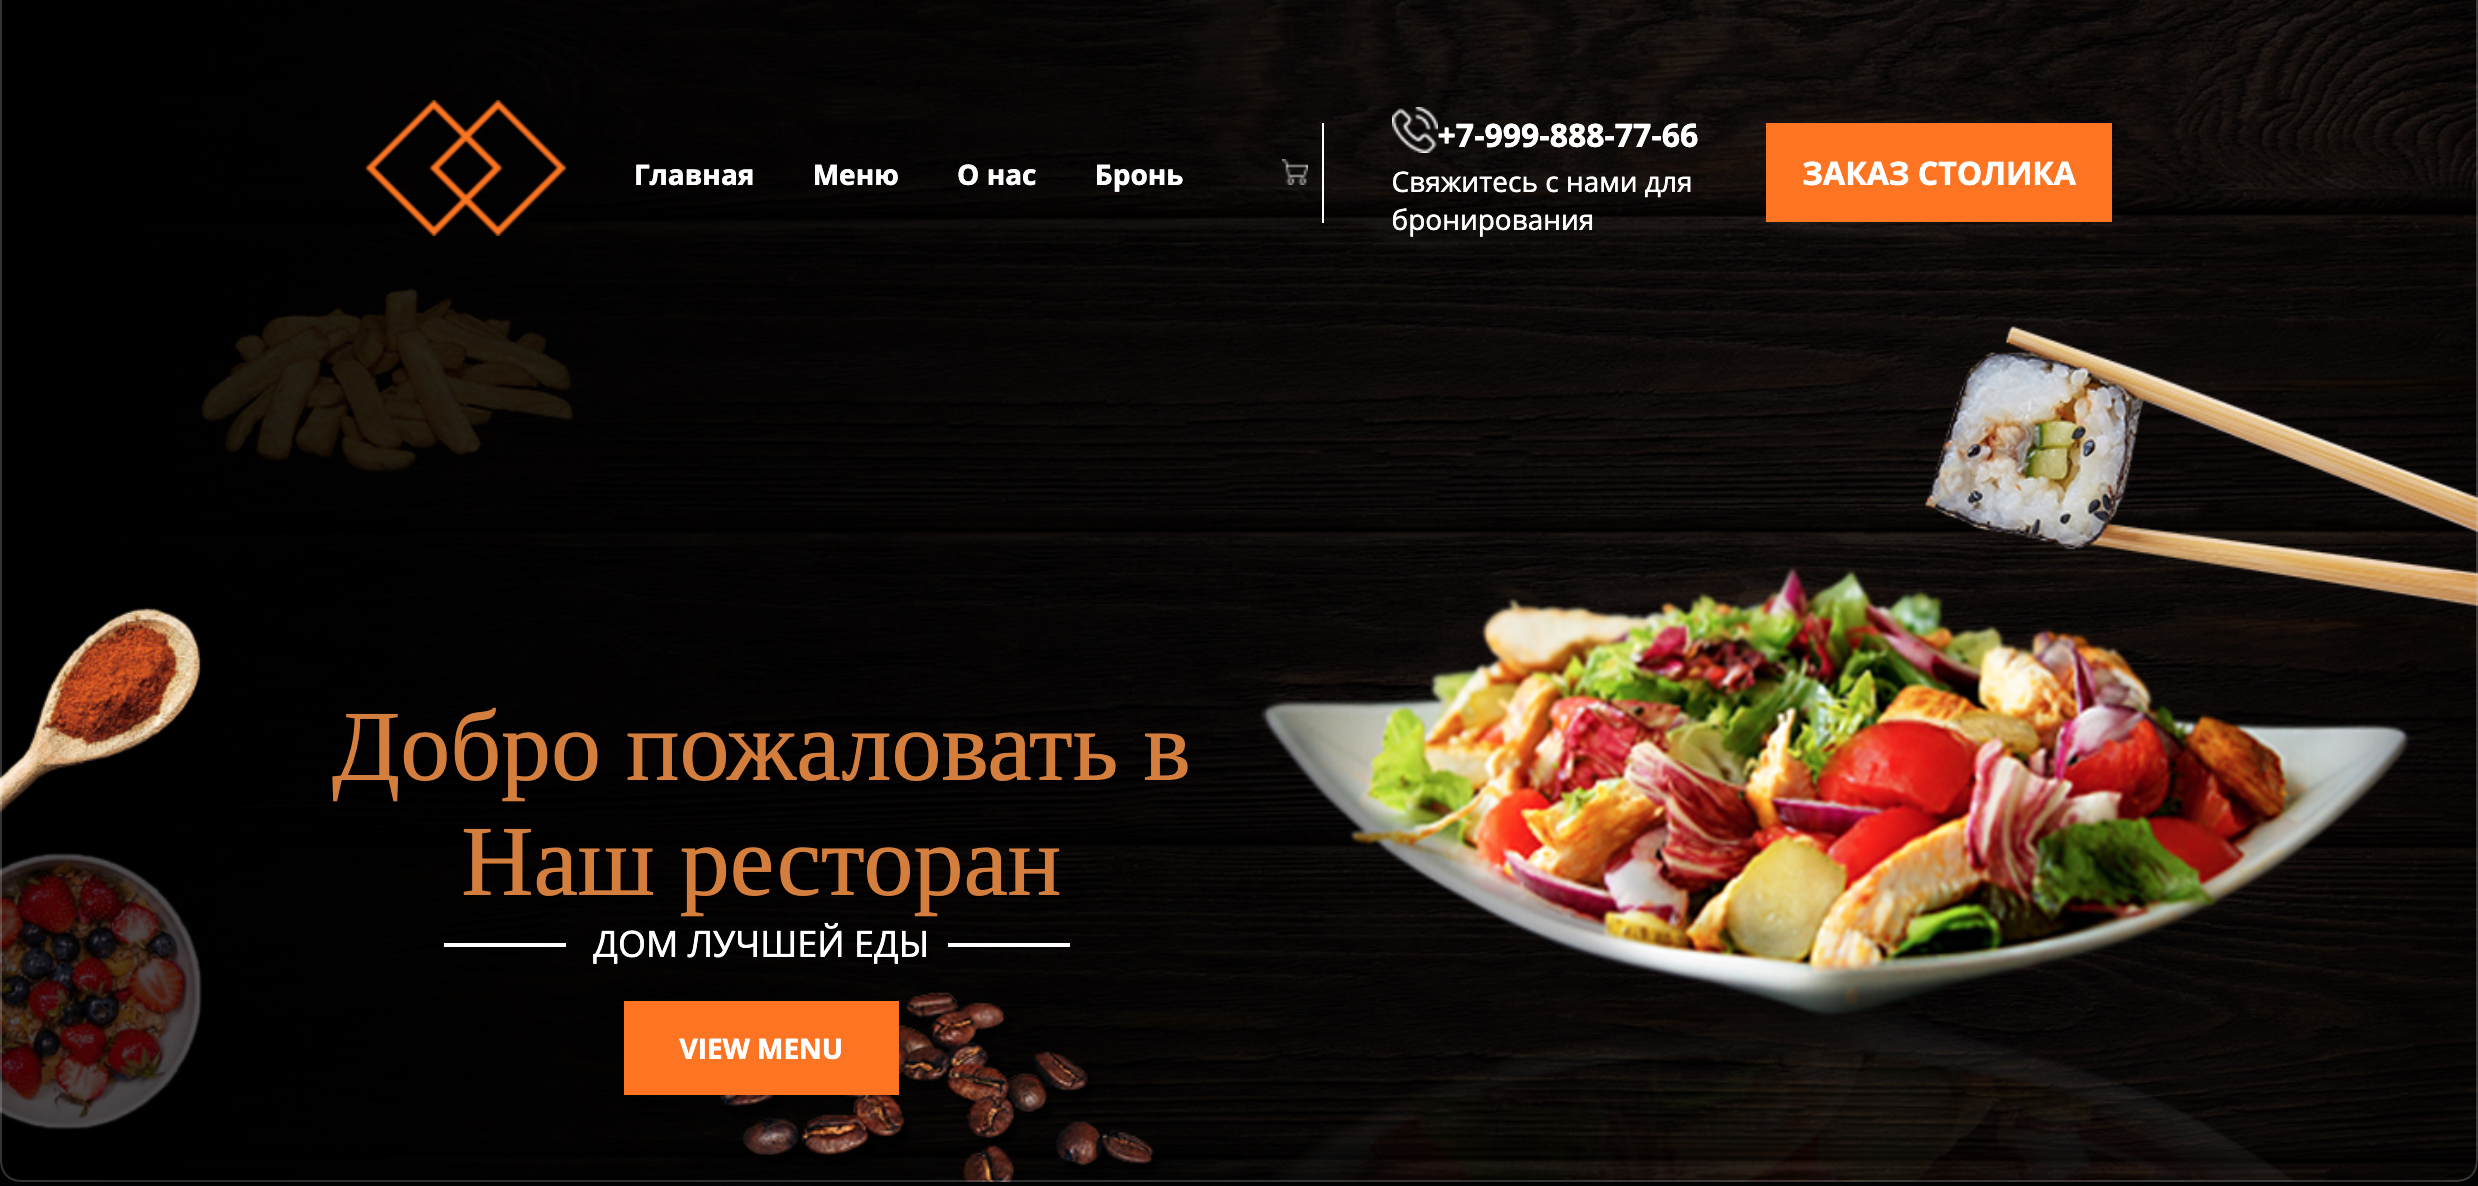 Главная
Меню
О нас
Бронь
+7-999-888-77-66
Свяжитесь с нами для
бронирования
ЗАКАЗ СТОЛИКА
Добро пожаловать в
Наш ресторан
ДОМ ЛУЧШЕЙ ЕДЫ
VIEW MENU